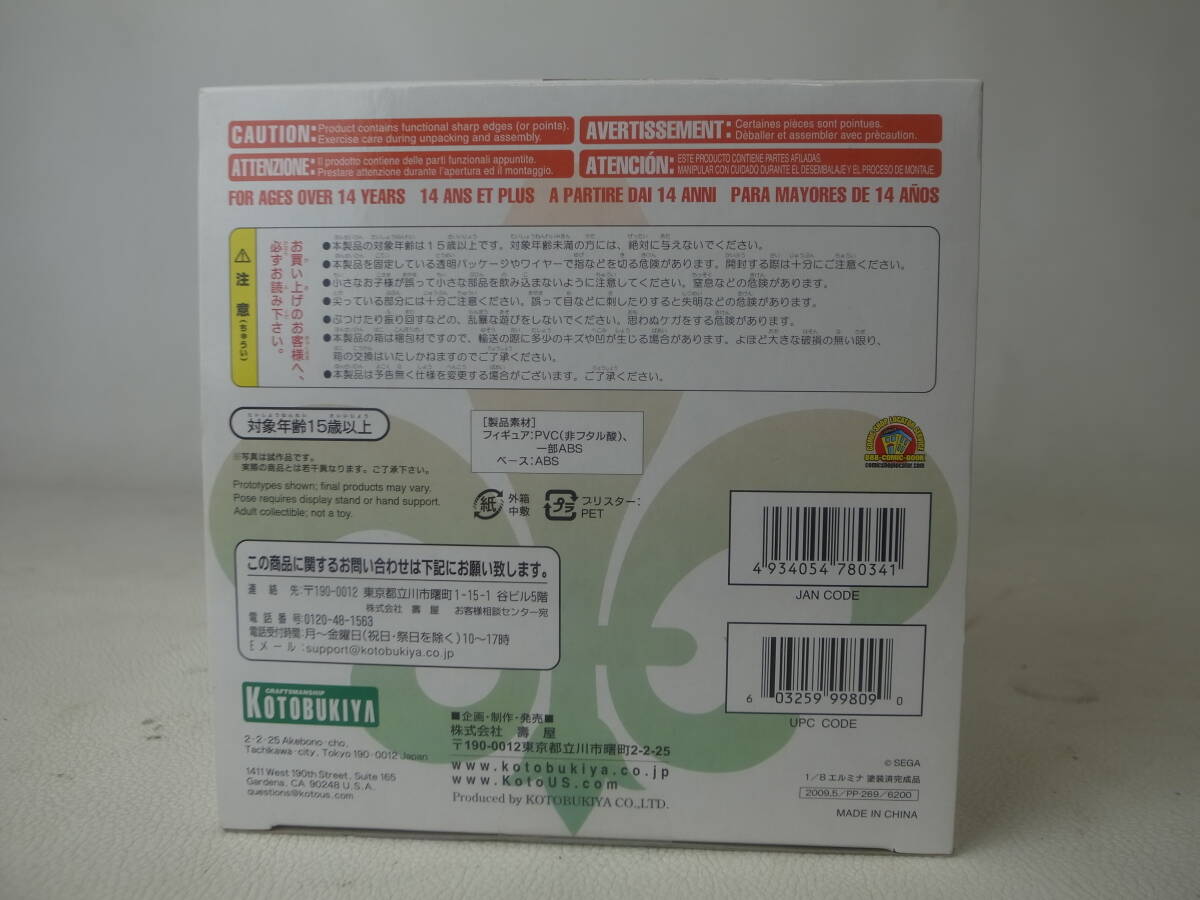 CAUTION: Product contains functional sharp edges (or points).
Exercise care during unpacking and assembly.
AVERTISSEMENT: Certaines pièces sont pointues.
Déballer et assembler avec précaution.
ATTENZIONE: Il prodotto contiene delle parti funzionali appuntite.
Prestare attenzione durante l'apertura ed il montaggio.
ATENCIÓN: ESTE PRODUCTO CONTIENE PARTES AFILADAS.
MANIPULAR CON CUIDADO DURANTE EL DESEMBALAJE Y EL PROCESO DE MONTAJE.
FOR AGES OVER 14 YEARS 14 ANS ET PLUS A PARTIRE DAI 14 ANNI PARA MAYORES DE 14 AÑOS
注意(ちゅうい)
お買い上げのお客様へ、
必ずお読み下さい。
●本製品の対象年齢は15歳以上です。対象年齢未満の方には、絶対に与えないでください。
●本製品を固定している透明パッケージやワイヤーで指などを切る危険があります。開封する際は十分にご注意ください。
●小さなお子様が誤って小さな部品を飲み込まないように注意してください。窒息などの危険があります。
●尖っている部分には十分ご注意ください。誤って目などに刺したりすると失明などの危険があります。
●ぶつけたり振り回すなどの、乱暴な遊びをしないでください。思わぬケガをする危険があります。
●本製品の箱は梱包材ですので、輸送の際に多少のキズや凹が生じる場合があります。よほど大きな破損の無い限り、
箱の交換はいたしかねますのでご了承ください。
●本製品は予告無く仕様を変更する場合がございます。ご了承ください。
対象年齢15歳以上
※写真は試作品です。
実際の商品とは若干異なります。ご了承下さい。
Prototypes shown; final products may vary.
Pose requires display stand or hand support.
Adult collectible; not a toy.
[製品素材]
フィギュア:PVC(非フタル酸)、
一部ABS
ベース:ABS
紙 外箱
中敷
プラ ブリスター:
PET
COMIC SHOP LOCATOR SERVICE
888-COMIC-BOOK
comicshoplocator.com
4 934054 780341
JAN CODE
6 03259 99809 0
UPC CODE
この商品に関するお問い合わせは下記にお願い致します。
連絡先:〒190-0012 東京都立川市曙町1-15-1 谷ビル5階
株式会社 壽屋 お客様相談センター宛
電話番号:0120-48-1563
電話受付時間:月～金曜日(祝日・祭日を除く)10～17時
Eメール:support@kotobukiya.co.jp
CRAFTSMANSHIP
KOTOBUKIYA
2-2-25 Akebono-cho,
Tachikawa-city, Tokyo 190-0012 Japan
1411 West 190th Street, Suite 165
Gardena, CA 90248 U.S.A.
questions@kotous.com
■企画・制作・発売■
株式会社 壽屋
〒190-0012東京都立川市曙町2-2-25
www.kotobukiya.co.jp
www.KotoUS.com
Produced by KOTOBUKIYA CO.,LTD.
©SEGA
1/8 エルミナ 塗装済完成品
2009.5/PP-269/6200
MADE IN CHINA